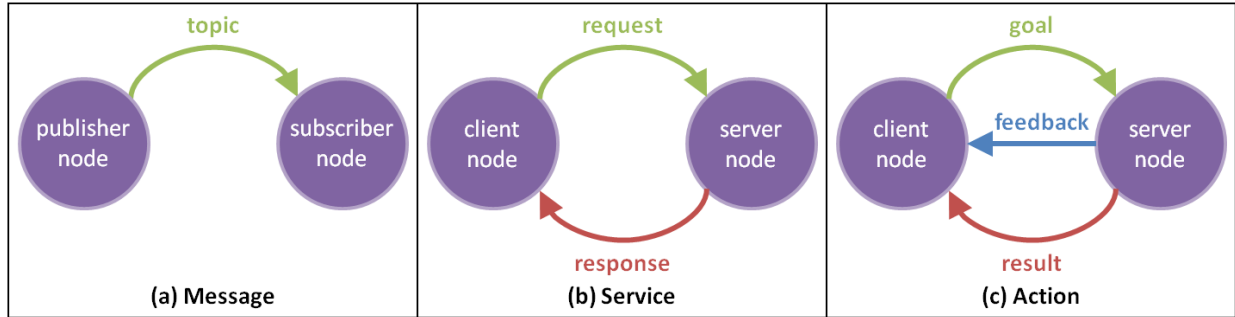 topic
publisher
node
subscriber
node
(a) Message
request
client
node
server
node
response
(b) Service
goal
client
node
feedback
server
node
result
(c) Action